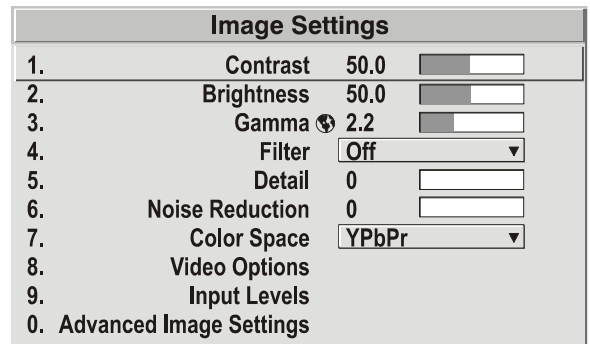 Image Settings
1. Contrast 50.0
2. Brightness 50.0
3. Gamma 2.2
4. Filter Off
5. Detail 0
6. Noise Reduction 0
7. Color Space YPbPr
8. Video Options
9. Input Levels
0. Advanced Image Settings